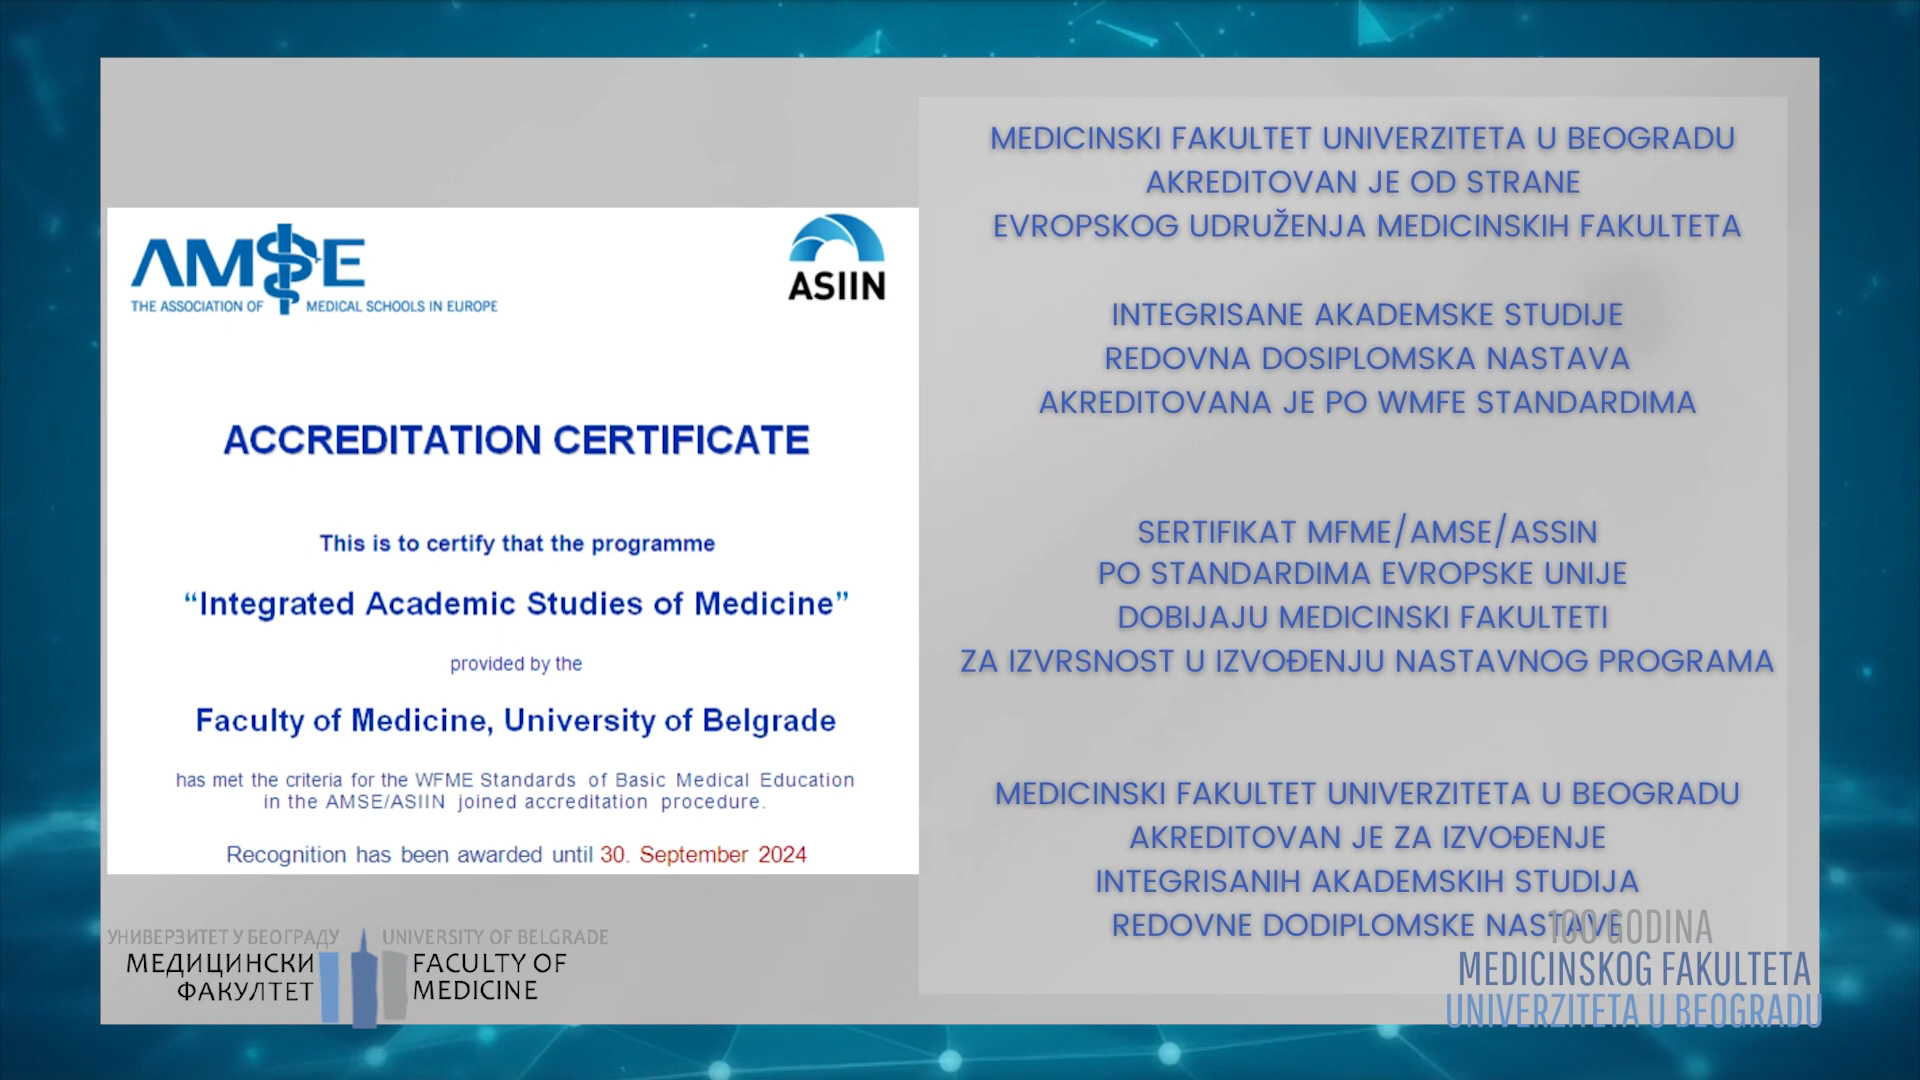 AMSE
THE ASSOCIATION OF MEDICAL SCHOOLS IN EUROPE
ASIIN
ACCREDITATION CERTIFICATE
This is to certify that the programme
“Integrated Academic Studies of Medicine”
provided by the
Faculty of Medicine, University of Belgrade
has met the criteria for the WFME Standards of Basic Medical Education
in the AMSE/ASIIN joined accreditation procedure.
Recognition has been awarded until 30. September 2024
MEDICINSKI FAKULTET UNIVERZITETA U BEOGRADU
AKREDITOVAN JE OD STRANE
EVROPSKOG UDRUŽENJA MEDICINSKIH FAKULTETA
INTEGRISANE AKADEMSKE STUDIJE
REDOVNA DOSIPLOMSKA NASTAVA
AKREDITOVANA JE PO WMFE STANDARDIMA
SERTIFIKAT MFME/AMSE/ASSIN
PO STANDARDIMA EVROPSKE UNIJE
DOBIJAJU MEDICINSKI FAKULTETI
ZA IZVRSNOST U IZVOĐENJU NASTAVNOG PROGRAMA
MEDICINSKI FAKULTET UNIVERZITETA U BEOGRADU
AKREDITOVAN JE ZA IZVOĐENJE
INTEGRISANIH AKADEMSKIH STUDIJA
REDOVNE DODIPLOMSKE NASTAVE
УНИВЕРЗИТЕТ У БЕОГРАДУ
МЕДИЦИНСКИ
ФАКУЛТЕТ
UNIVERSITY OF BELGRADE
FACULTY OF
MEDICINE
100 GODINA
MEDICINSKOG FAKULTETA
UNIVERZITETA U BEOGRADU